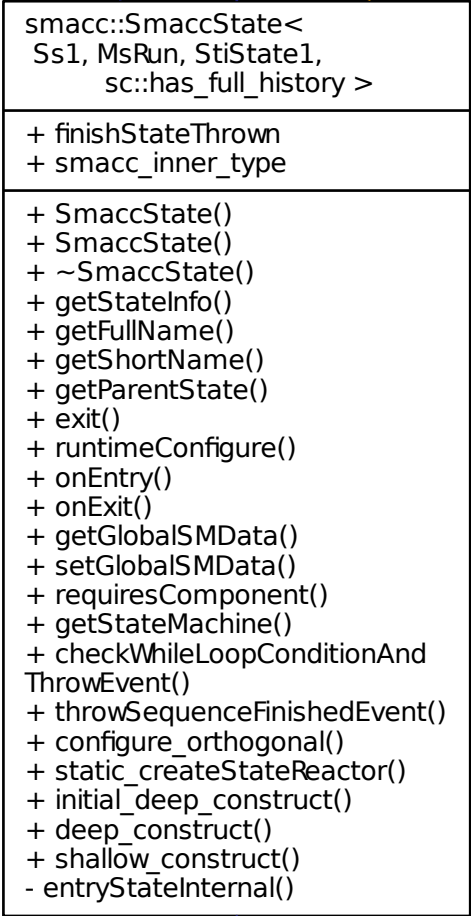 smacc::SmaccState<
Ss1, MsRun, StiState1,
sc::has_full_history >
+ finishStateThrown
+ smacc_inner_type
+ SmaccState()
+ SmaccState()
+ ~SmaccState()
+ getStateInfo()
+ getFullName()
+ getShortName()
+ getParentState()
+ exit()
+ runtimeConfigure()
+ onEntry()
+ onExit()
+ getGlobalSMData()
+ setGlobalSMData()
+ requiresComponent()
+ getStateMachine()
+ checkWhileLoopConditionAnd
ThrowEvent()
+ throwSequenceFinishedEvent()
+ configure_orthogonal()
+ static_createStateReactor()
+ initial_deep_construct()
+ deep_construct()
+ shallow_construct()
- entryStateInternal()